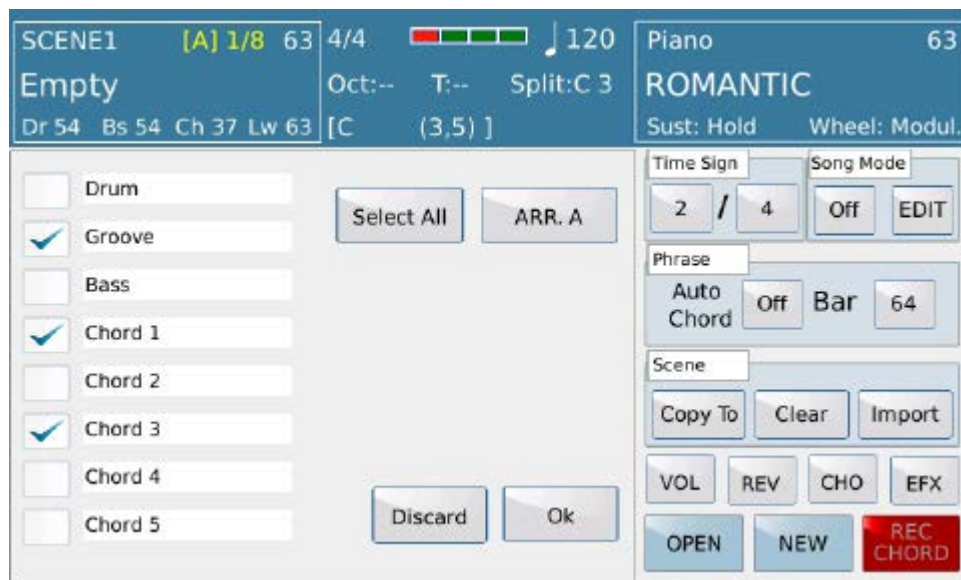 SCENE1 [A] 1/8 63
Empty
Dr 54 Bs 54 Ch 37 Lw 63
4/4 120
Oct:-- T:-- Split:C 3
[C (3,5) ]
Piano 63
ROMANTIC
Sust: Hold Wheel: Modul.
Drum
Groove
Bass
Chord 1
Chord 2
Chord 3
Chord 4
Chord 5
Select All ARR. A
Discard Ok
Time Sign
2 / 4
Song Mode
Off EDIT
Phrase
Auto
Chord
Off Bar 64
Scene
Copy To Clear Import
VOL REV CHO EFX
OPEN NEW REC
CHORD